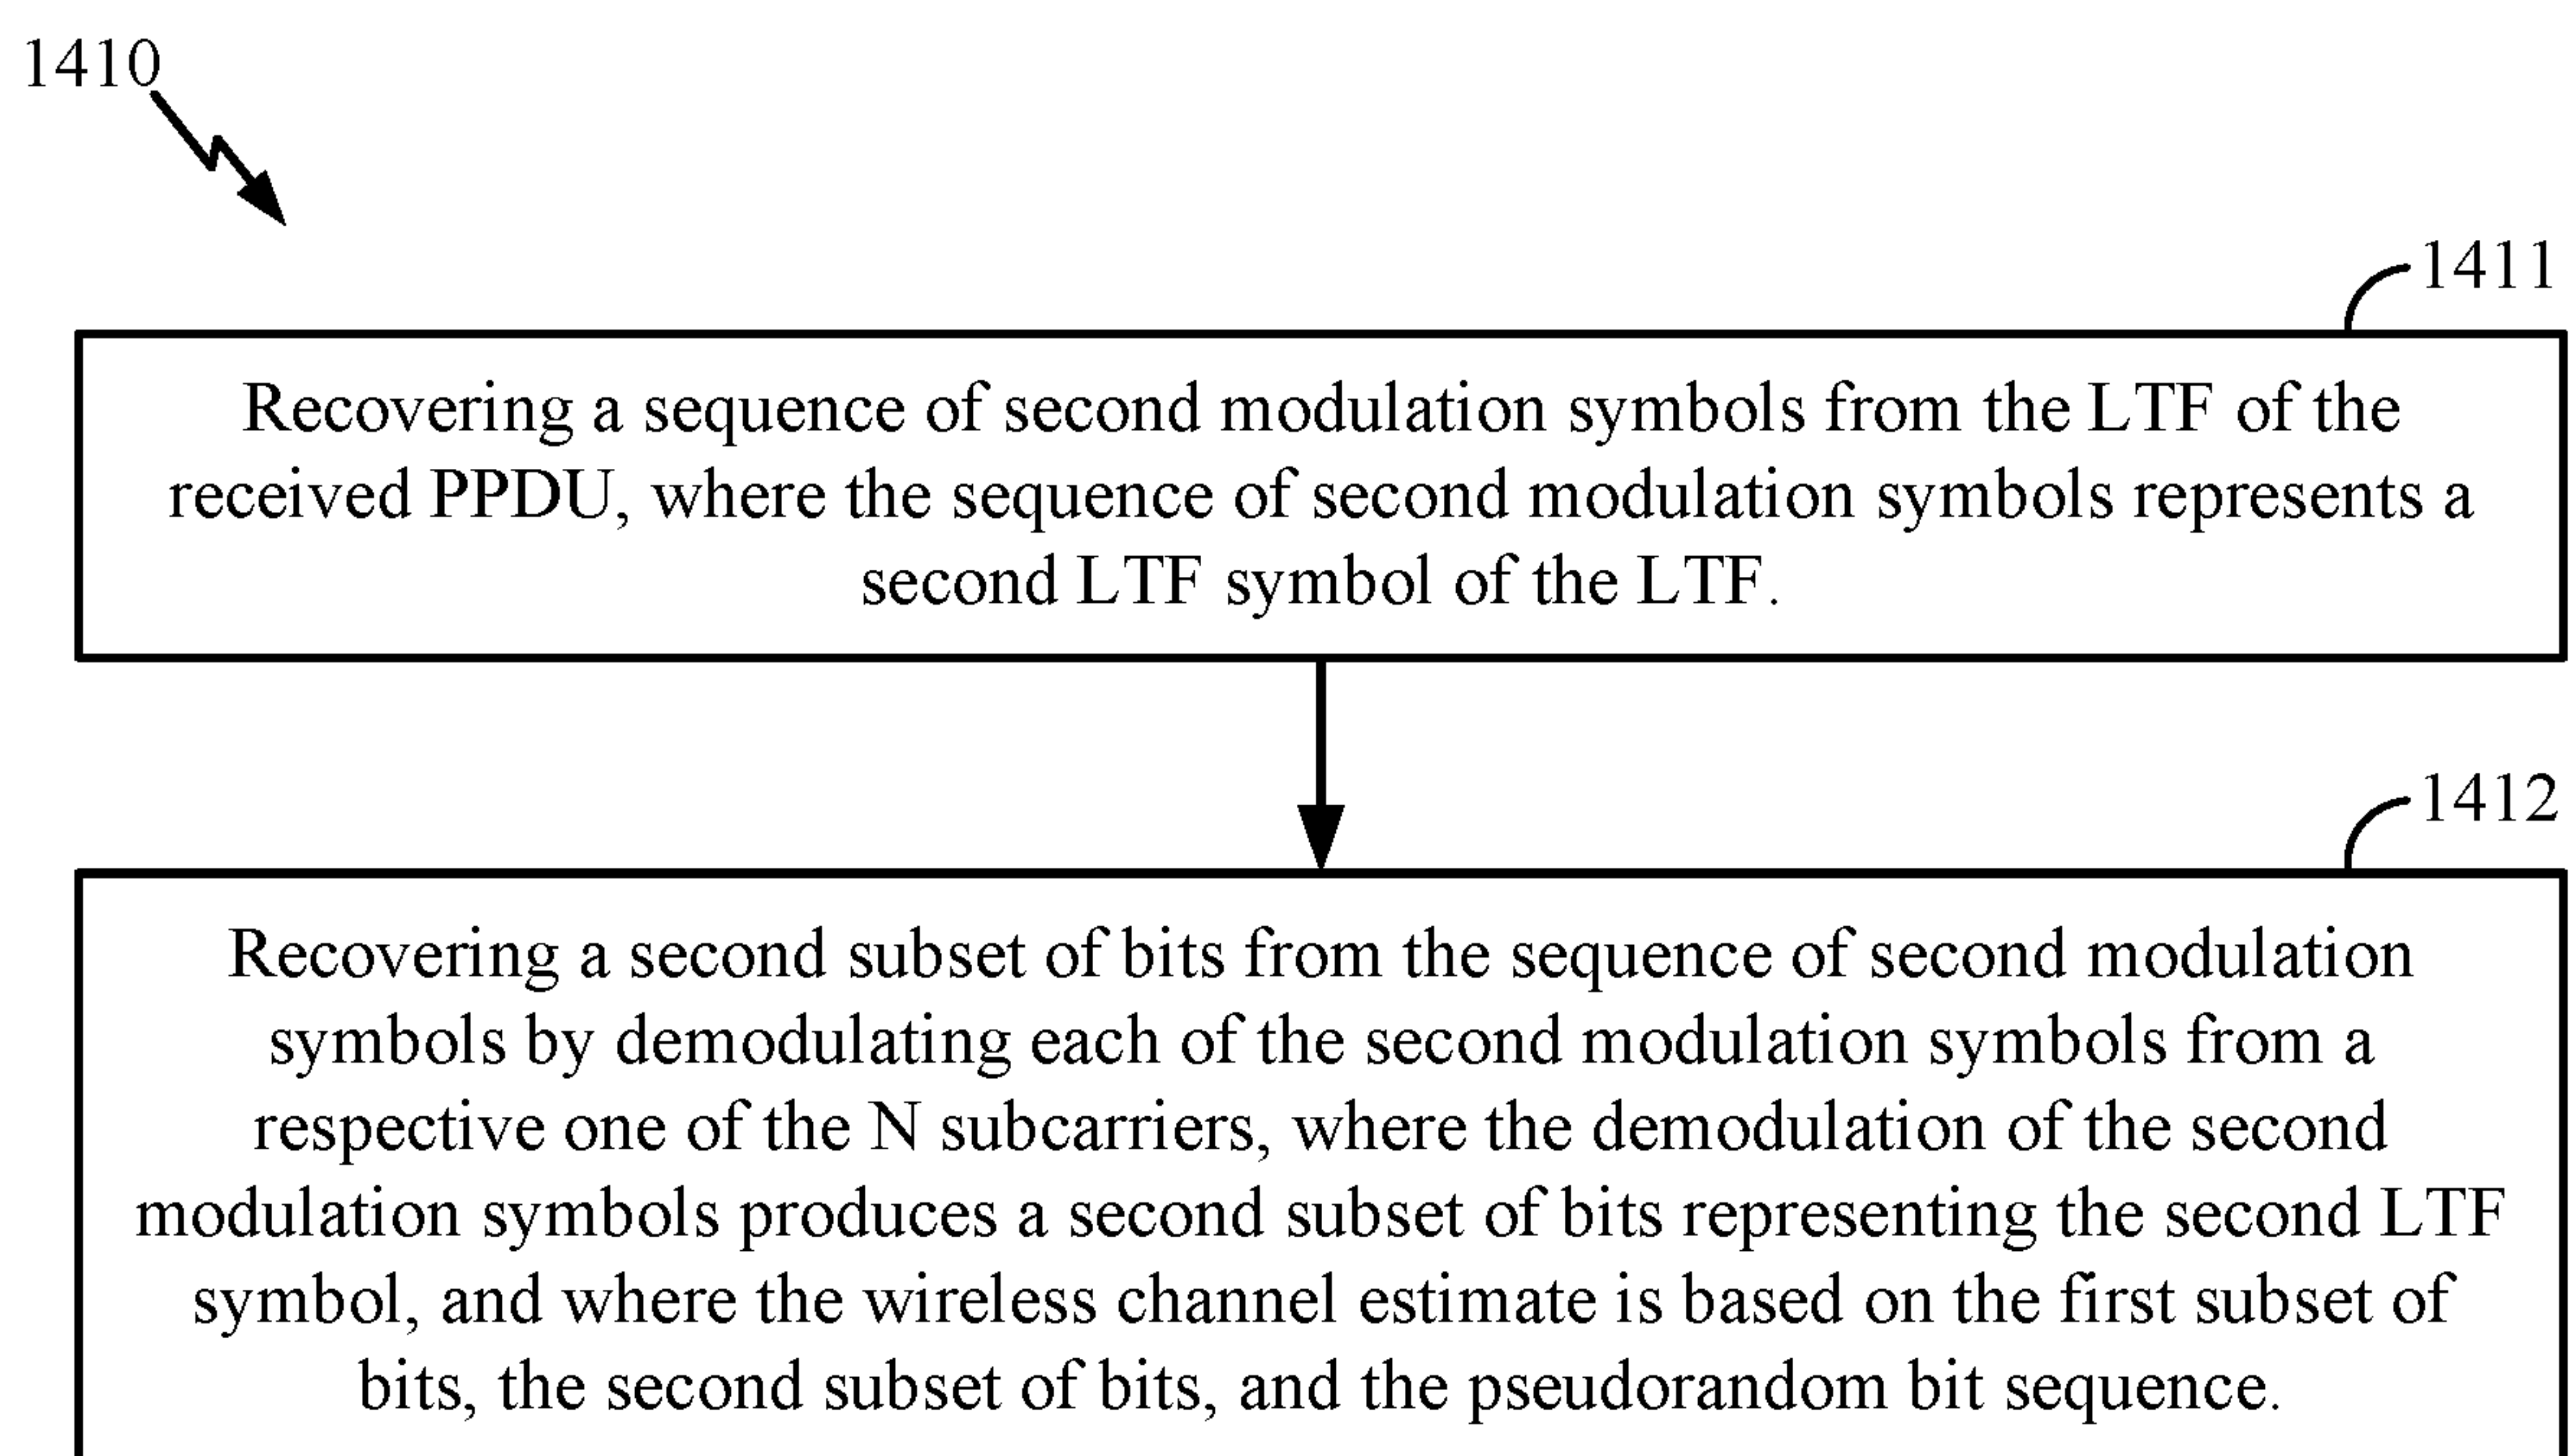 1410
1411
Recovering a sequence of second modulation symbols from the LTF of the
received PPDU, where the sequence of second modulation symbols represents a
second LTF symbol of the LTF.
1412
Recovering a second subset of bits from the sequence of second modulation
symbols by demodulating each of the second modulation symbols from a
respective one of the N subcarriers, where the demodulation of the second
modulation symbols produces a second subset of bits representing the second LTF
symbol, and where the wireless channel estimate is based on the first subset of
bits, the second subset of bits, and the pseudorandom bit sequence.